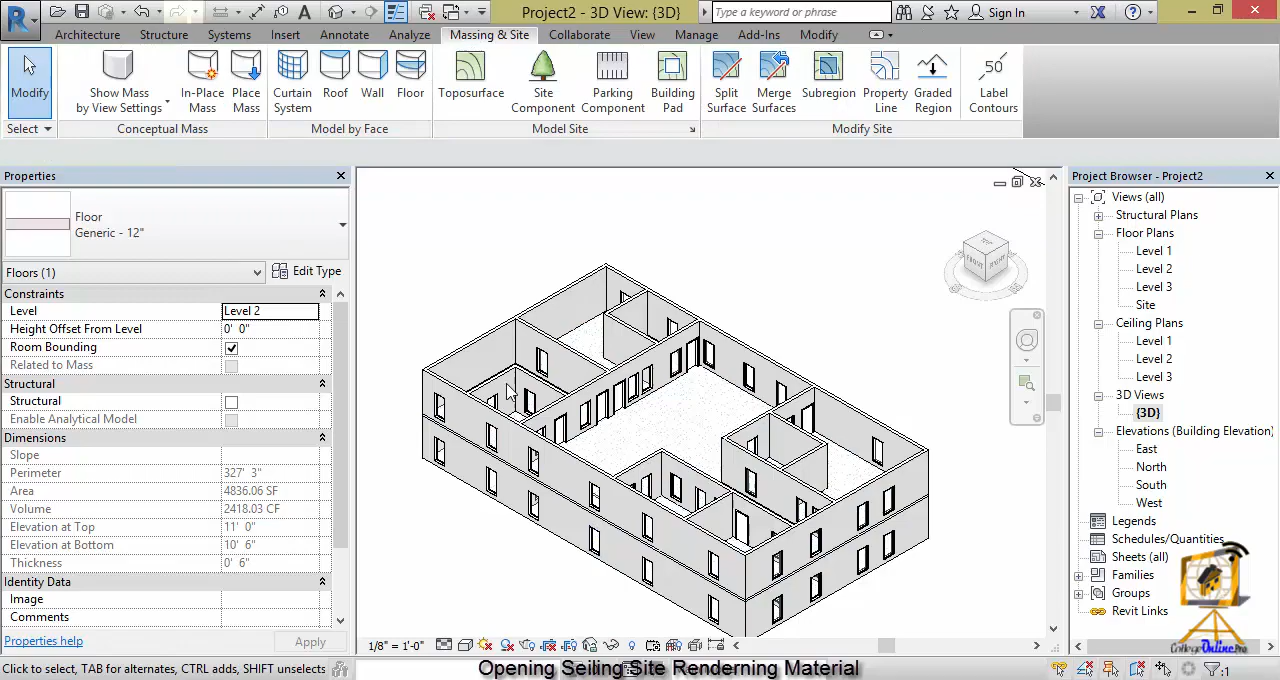 Project2 - 3D View: {3D}
Type a keyword or phrase
Sign In
Architecture Structure Systems Insert Annotate Analyze Massing & Site Collaborate View Manage Add-Ins Modify
Modify
Show Mass
by View Settings
In-Place
Mass
Place
Mass
Curtain
System
Roof
Wall
Floor
Toposurface
Site
Component
Parking
Component
Building
Pad
Split
Surface
Merge
Surfaces
Subregion
Property
Line
Graded
Region
50
Label
Contours
Select
Conceptual Mass
Model by Face
Model Site
Modify Site
Properties
Floor
Generic - 12"
Floors (1)
Edit Type
Constraints
Level Level 2
Height Offset From Level 0' 0"
Room Bounding
Related to Mass
Structural
Structural
Enable Analytical Model
Dimensions
Slope
Perimeter 327' 3"
Area 4836.06 SF
Volume 2418.03 CF
Elevation at Top 11' 0"
Elevation at Bottom 10' 6"
Thickness 0' 6"
Identity Data
Image
Comments
Properties help
Apply
FRONT RIGHT
1/8" = 1'-0"
Project Browser - Project2
Views (all)
Structural Plans
Floor Plans
Level 1
Level 2
Level 3
Site
Ceiling Plans
Level 1
Level 2
Level 3
3D Views
{3D}
Elevations (Building Elevation)
East
North
South
West
Legends
Schedules/Quantities
Sheets (all)
Families
Groups
Revit Links
CollegeOnlinePro
Click to select, TAB for alternates, CTRL adds, SHIFT unselects
Opening Seiling Site Renderning Material
:1